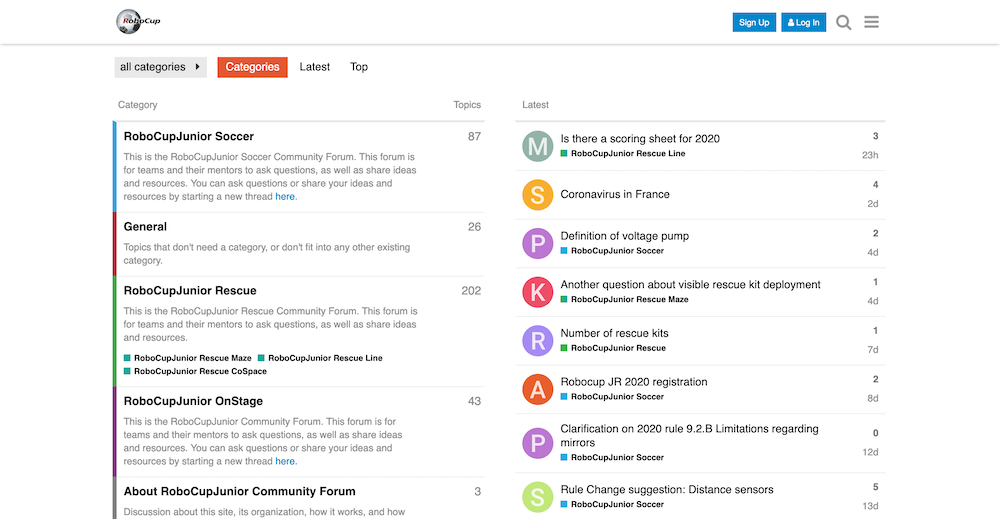 RoboCup
Sign Up
Log In
all categories
Categories
Latest
Top
Category
Topics
RoboCupJunior Soccer
87
This is the RoboCupJunior Soccer Community Forum. This forum is
for teams and their mentors to ask questions, as well as share ideas
and resources. You can ask questions or share your ideas and
resources by starting a new thread here.
General
26
Topics that don't need a category, or don't fit into any other existing
category.
RoboCupJunior Rescue
202
This is the RoboCupJunior Rescue Community Forum. This forum is
for teams and their mentors to ask questions, as well as share ideas
and resources.
RoboCupJunior Rescue Maze RoboCupJunior Rescue Line
RoboCupJunior Rescue CoSpace
RoboCupJunior OnStage
43
This is the RoboCupJunior Community Forum. This forum is for
teams and their mentors to ask questions, as well as share ideas
and resources. You can ask questions or share your ideas and
resources by starting a new thread here.
About RoboCupJunior Community Forum
3
Discussion about this site, its organization, how it works, and how
Latest
M
Is there a scoring sheet for 2020
3
RoboCupJunior Rescue Line
23h
S
Coronavirus in France
4
2d
P
Definition of voltage pump
2
RoboCupJunior Soccer
4d
K
Another question about visible rescue kit deployment
1
RoboCupJunior Rescue Maze
4d
R
Number of rescue kits
1
RoboCupJunior Rescue
7d
A
Robocup JR 2020 registration
2
RoboCupJunior Soccer
8d
P
Clarification on 2020 rule 9.2.B Limitations regarding
mirrors
0
RoboCupJunior Soccer
12d
S
Rule Change suggestion: Distance sensors
5
RoboCupJunior Soccer
13d